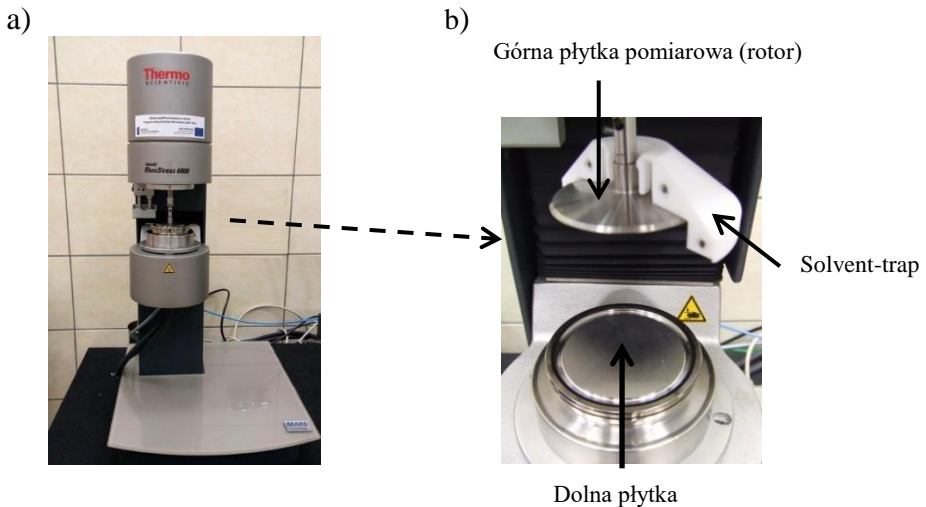 a)
b)
Górna płytka pomiarowa (rotor)
Thermo
SCIENTIFIC
RheoStress 6000
Solvent-trap
MARS
Dolna płytka